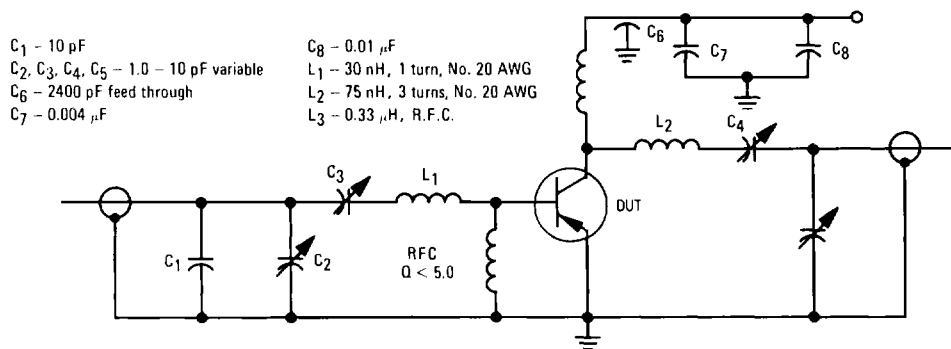 C1 – 10 pF
C2, C3, C4, C5 – 1.0 – 10 pF variable
C6 – 2400 pF feed through
C7 – 0.004 μF
C8 – 0.01 μF
L1 – 30 nH, 1 turn, No. 20 AWG
L2 – 75 nH, 3 turns, No. 20 AWG
L3 – 0.33 μH, R.F.C.
C6
C7
C8
L2
C4
C3
L1
DUT
C1
C2
RFC
Q < 5.0